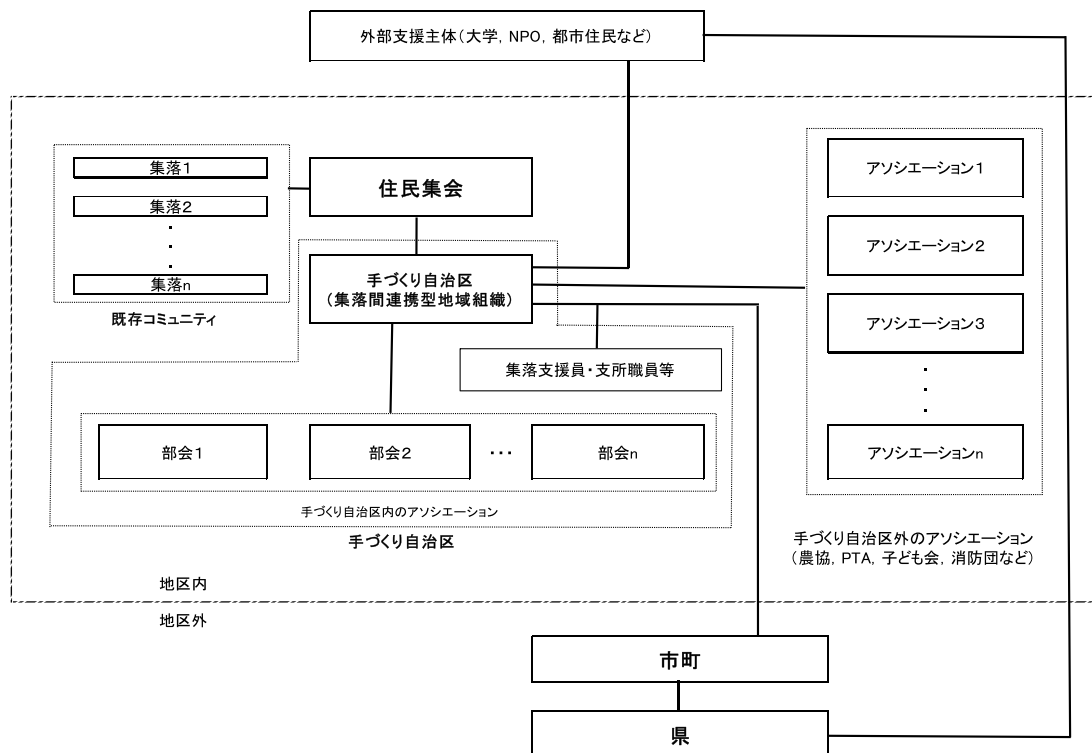 外部支援主体(大学, NPO, 都市住民など)
集落1
集落2
・
・
・
集落n
既存コミュニティ
住民集会
手づくり自治区
(集落間連携型地域組織)
集落支援員・支所職員等
部会1
部会2
・・・
部会n
手づくり自治区内のアソシエーション
手づくり自治区
アソシエーション1
アソシエーション2
アソシエーション3
・
・
・
アソシエーションn
手づくり自治区外のアソシエーション
(農協, PTA, 子ども会, 消防団など)
地区内
地区外
市町
県